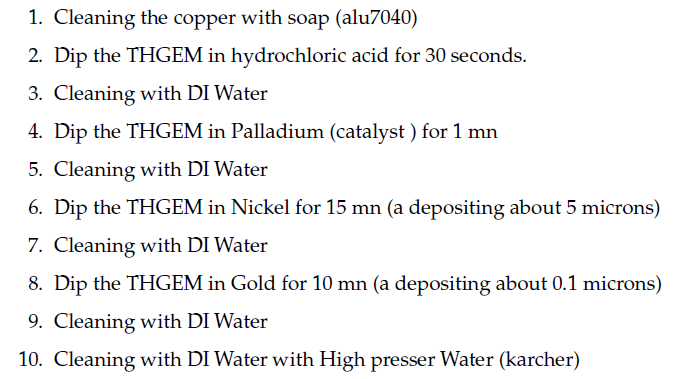 1. Cleaning the copper with soap (alu7040)
2. Dip the THGEM in hydrochloric acid for 30 seconds.
3. Cleaning with DI Water
4. Dip the THGEM in Palladium (catalyst ) for 1 mn
5. Cleaning with DI Water
6. Dip the THGEM in Nickel for 15 mn (a depositing about 5 microns)
7. Cleaning with DI Water
8. Dip the THGEM in Gold for 10 mn (a depositing about 0.1 microns)
9. Cleaning with DI Water
10. Cleaning with DI Water with High presser Water (karcher)